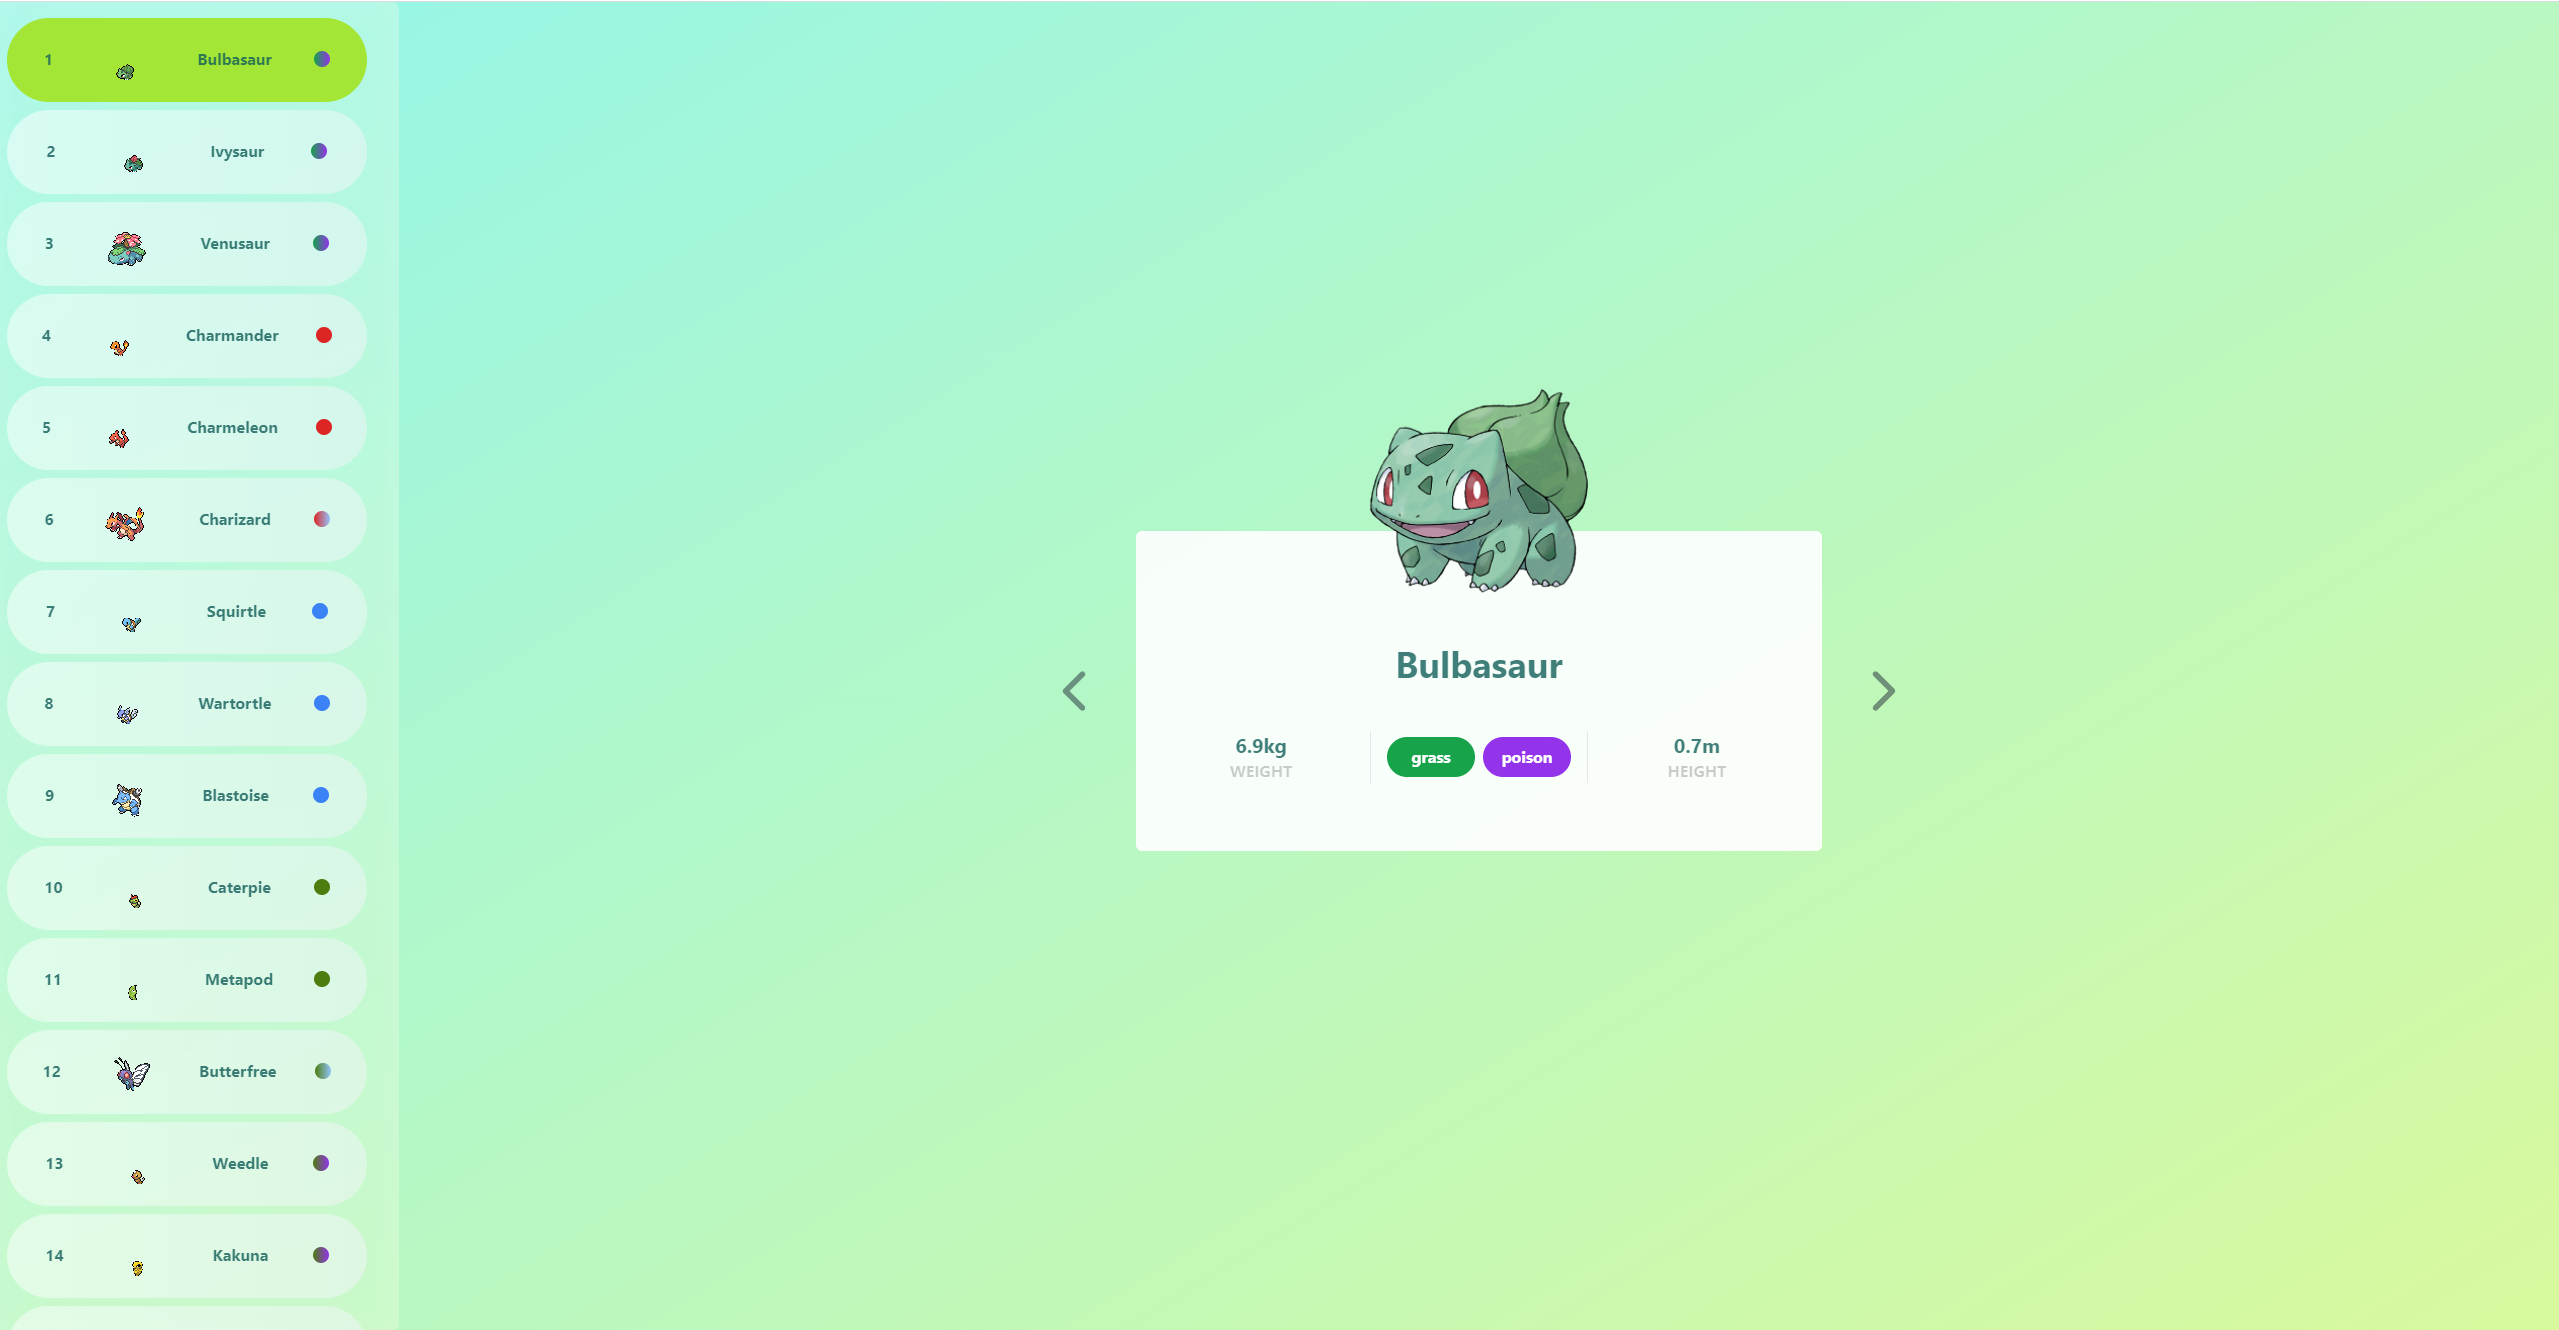 1 Bulbasaur
2 Ivysaur
3 Venusaur
4 Charmander
5 Charmeleon
6 Charizard
7 Squirtle
8 Wartortle
9 Blastoise
10 Caterpie
11 Metapod
12 Butterfree
13 Weedle
14 Kakuna
Bulbasaur
6.9kg
WEIGHT
grass poison
0.7m
HEIGHT